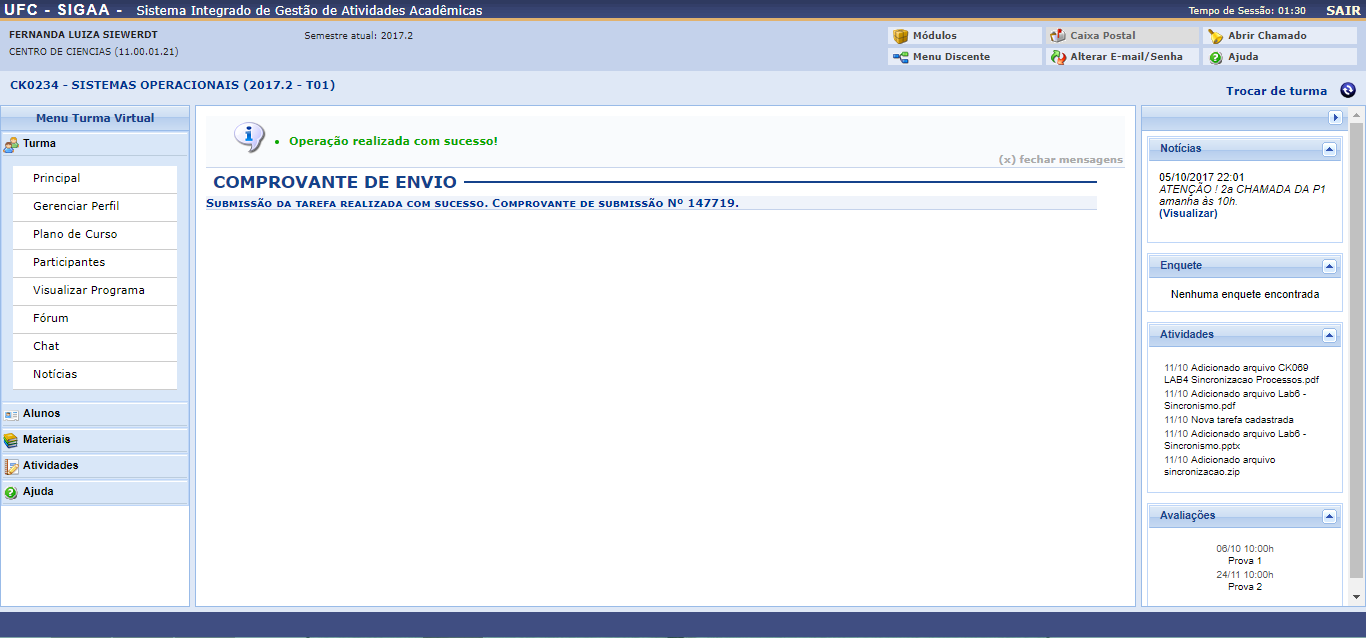 UFC - SIGAA - Sistema Integrado de Gestão de Atividades Acadêmicas
Tempo de Sessão: 01:30 SAIR
FERNANDA LUIZA SIEWERDT
Semestre atual: 2017.2
CENTRO DE CIENCIAS (11.00.01.21)
Módulos
Caixa Postal
Abrir Chamado
Menu Discente
Alterar E-mail/Senha
Ajuda
CK0234 - SISTEMAS OPERACIONAIS (2017.2 - T01)
Trocar de turma
Menu Turma Virtual
Turma
Principal
Gerenciar Perfil
Plano de Curso
Participantes
Visualizar Programa
Fórum
Chat
Notícias
Alunos
Materiais
Atividades
Ajuda
• Operação realizada com sucesso!
(x) fechar mensagens
COMPROVANTE DE ENVIO
SUBMISSÃO DA TAREFA REALIZADA COM SUCESSO. COMPROVANTE DE SUBMISSÃO Nº 147719.
Notícias
05/10/2017 22:01
ATENÇÃO ! 2a CHAMADA DA P1
amanha às 10h.
(Visualizar)
Enquete
Nenhuma enquete encontrada
Atividades
11/10 Adicionado arquivo CK069
LAB4 Sincronizacao Processos.pdf
11/10 Adicionado arquivo Lab6 -
Sincronismo.pdf
11/10 Nova tarefa cadastrada
11/10 Adicionado arquivo Lab6 -
Sincronismo.pptx
11/10 Adicionado arquivo
sincronizacao.zip
Avaliações
06/10 10:00h
Prova 1
24/11 10:00h
Prova 2